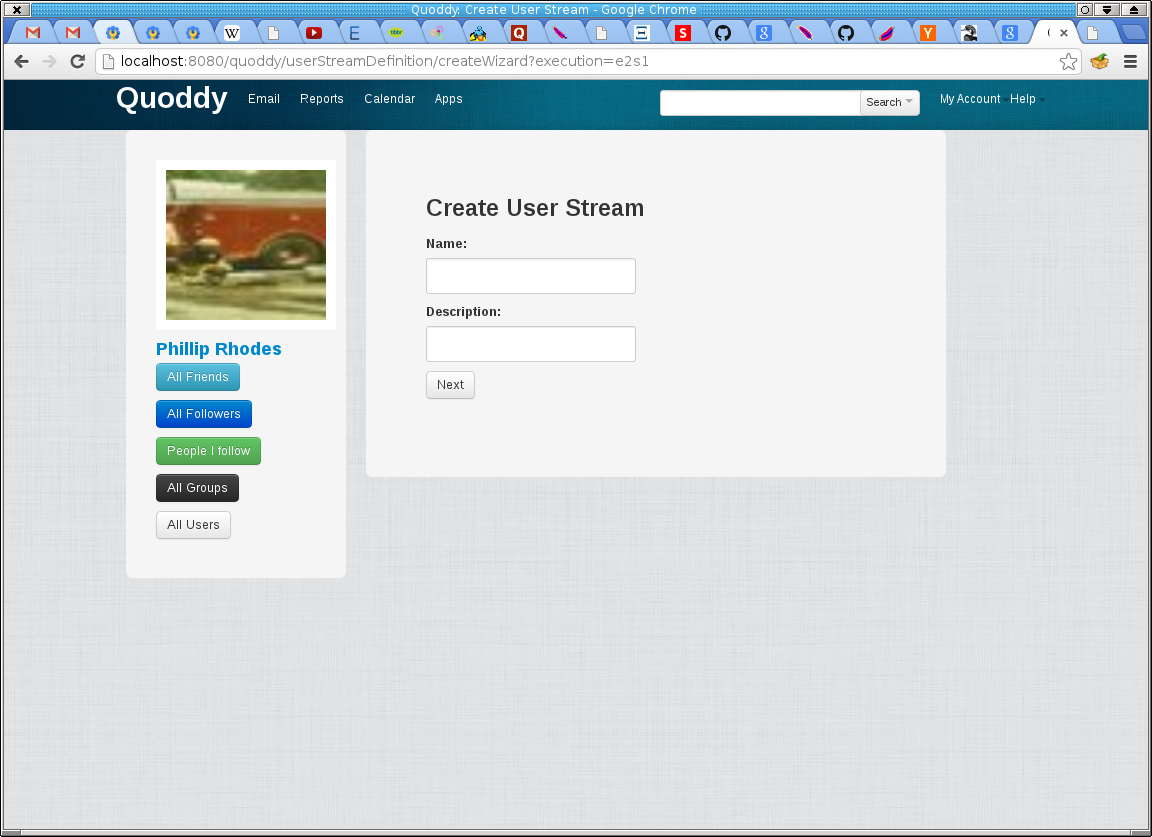 Quoddy: Create User Stream - Google Chrome
localhost:8080/quoddy/userStreamDefinition/createWizard?execution=e2s1
Quoddy Email Reports Calendar Apps Search My Account Help
Create User Stream
Name:
Description:
Next
Phillip Rhodes
All Friends
All Followers
People I follow
All Groups
All Users